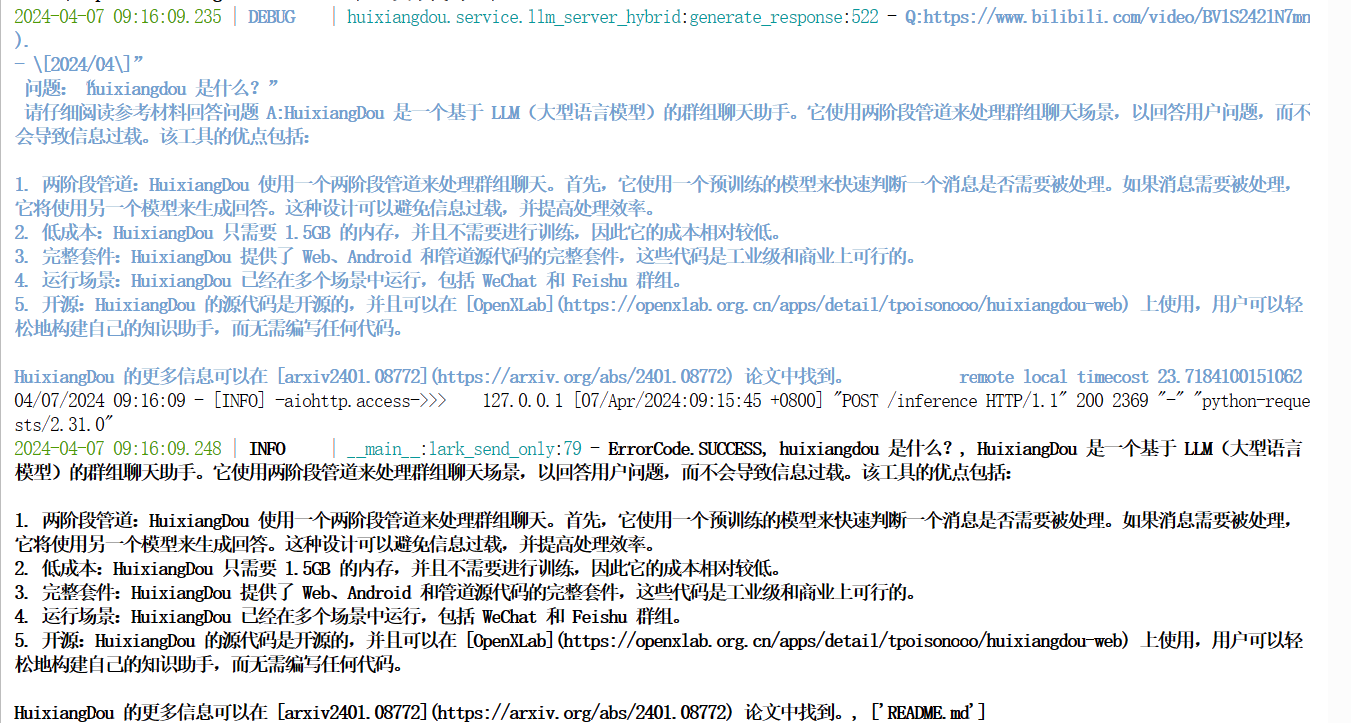 2024-04-07 09:16:09.235 | DEBUG    | huixiangdou.service.llm_server_hybrid:generate_response:522 - Q:https://www.bilibili.com/video/BV1S2421N7mn
).
- \[2024/04\]”
问题：“huixiangdou 是什么？”
请仔细阅读参考材料回答问题 A:HuixiangDou 是一个基于 LLM（大型语言模型）的群组聊天助手。它使用两阶段管道来处理群组聊天场景，以回答用户问题，而不
会导致信息过载。该工具的优点包括：
1. 两阶段管道：HuixiangDou 使用一个两阶段管道来处理群组聊天。首先，它使用一个预训练的模型来快速判断一个消息是否需要被处理。如果消息需要被处理，
它将使用另一个模型来生成回答。这种设计可以避免信息过载，并提高处理效率。
2. 低成本：HuixiangDou 只需要 1.5GB 的内存，并且不需要进行训练，因此它的成本相对较低。
3. 完整套件：HuixiangDou 提供了 Web、Android 和管道源代码的完整套件，这些代码是工业级和商业上可行的。
4. 运行场景：HuixiangDou 已经在多个场景中运行，包括 WeChat 和 Feishu 群组。
5. 开源：HuixiangDou 的源代码是开源的，并且可以在 [OpenXLab](https://openxlab.org.cn/apps/detail/tpoisonooo/huixiangdou-web) 上使用，用户可以轻
松地构建自己的知识助手，而无需编写任何代码。
HuixiangDou 的更多信息可以在 [arxiv2401.08772](https://arxiv.org/abs/2401.08772) 论文中找到。 remote local timecost 23.7184100151062
04/07/2024 09:16:09 - [INFO] -aiohttp.access->>>    127.0.0.1 [07/Apr/2024:09:15:45 +0800] "POST /inference HTTP/1.1" 200 2369 "-" "python-reque
sts/2.31.0"
2024-04-07 09:16:09.248 | INFO     | __main__:lark_send_only:79 - ErrorCode.SUCCESS, huixiangdou 是什么？, HuixiangDou 是一个基于 LLM（大型语言
模型）的群组聊天助手。它使用两阶段管道来处理群组聊天场景，以回答用户问题，而不会导致信息过载。该工具的优点包括：
1. 两阶段管道：HuixiangDou 使用一个两阶段管道来处理群组聊天。首先，它使用一个预训练的模型来快速判断一个消息是否需要被处理。如果消息需要被处理，
它将使用另一个模型来生成回答。这种设计可以避免信息过载，并提高处理效率。
2. 低成本：HuixiangDou 只需要 1.5GB 的内存，并且不需要进行训练，因此它的成本相对较低。
3. 完整套件：HuixiangDou 提供了 Web、Android 和管道源代码的完整套件，这些代码是工业级和商业上可行的。
4. 运行场景：HuixiangDou 已经在多个场景中运行，包括 WeChat 和 Feishu 群组。
5. 开源：HuixiangDou 的源代码是开源的，并且可以在 [OpenXLab](https://openxlab.org.cn/apps/detail/tpoisonooo/huixiangdou-web) 上使用，用户可以轻
松地构建自己的知识助手，而无需编写任何代码。
HuixiangDou 的更多信息可以在 [arxiv2401.08772](https://arxiv.org/abs/2401.08772) 论文中找到。, ['README.md']